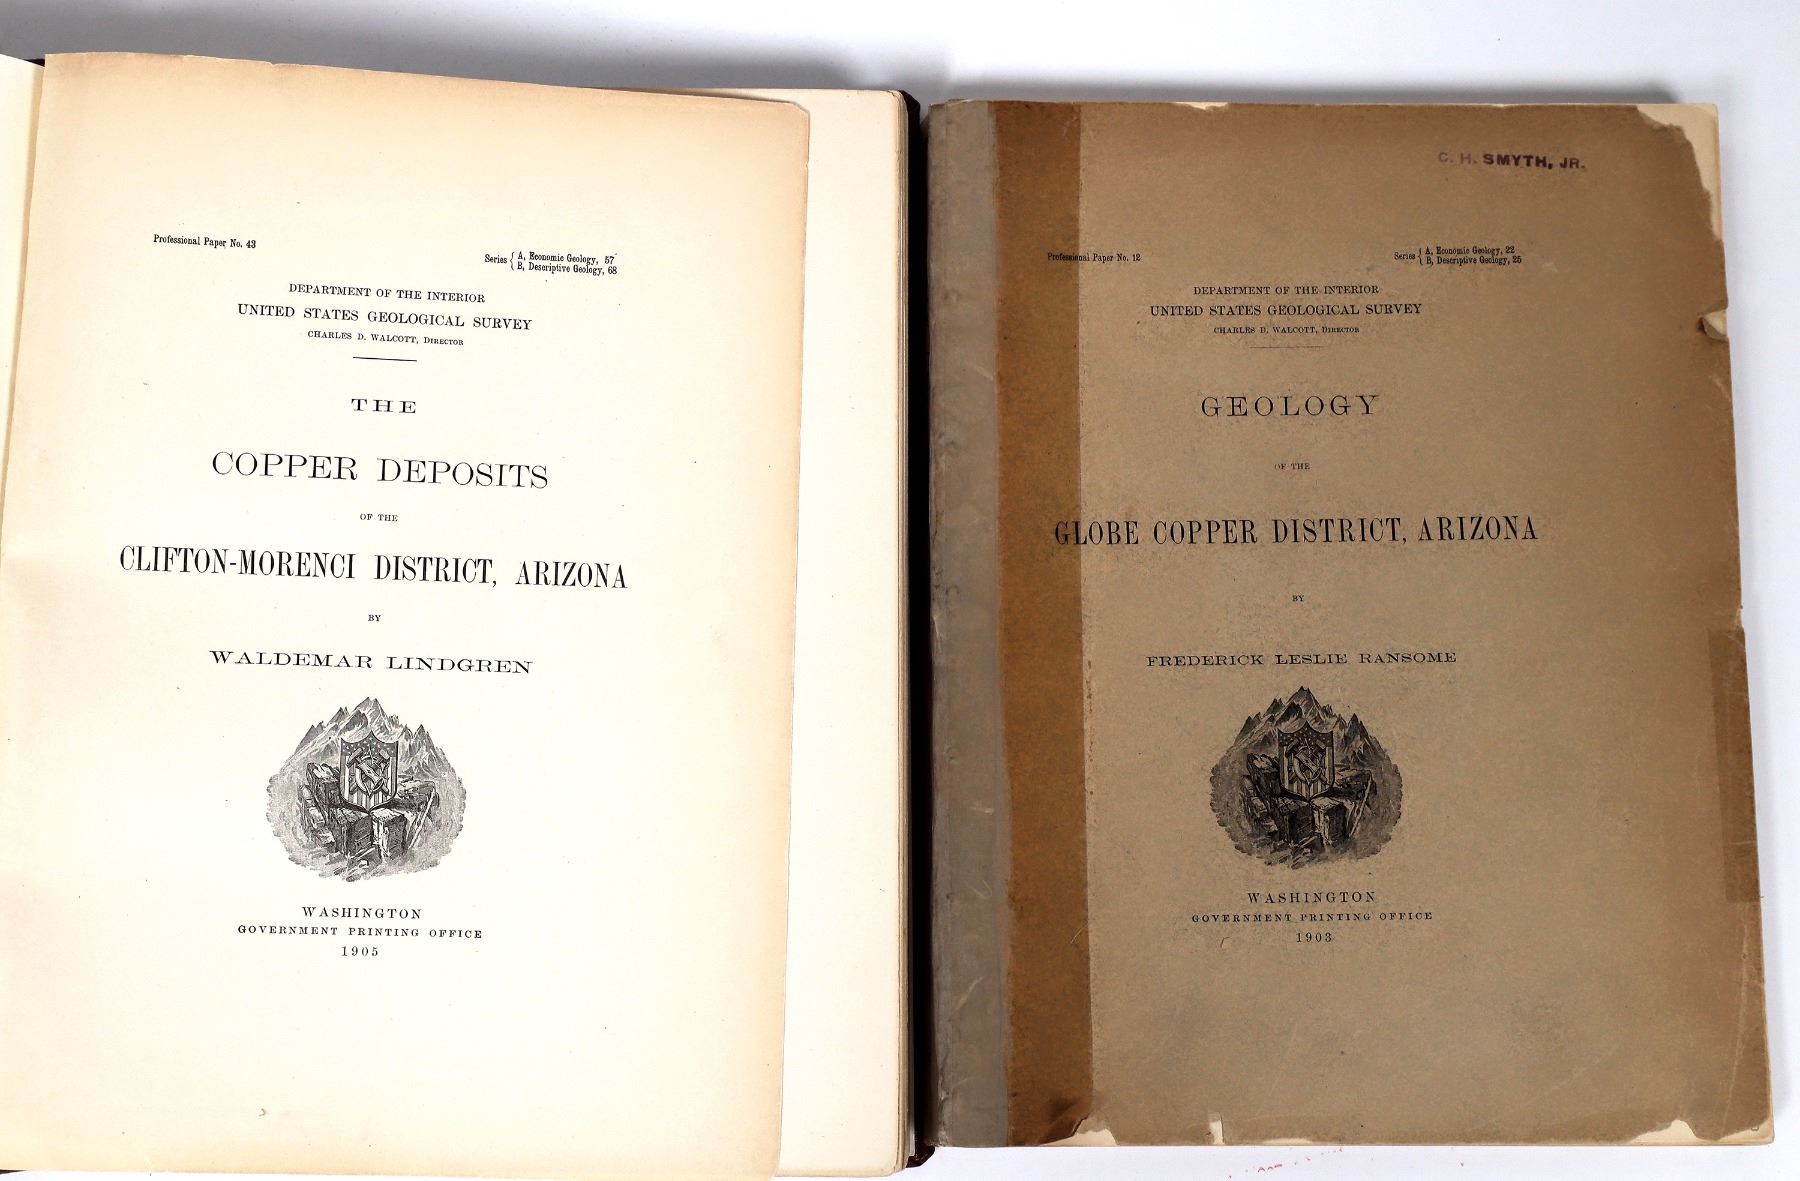 Professional Paper No. 43
Series { A, Economic Geology, 57
B, Descriptive Geology, 68
DEPARTMENT OF THE INTERIOR
UNITED STATES GEOLOGICAL SURVEY
CHARLES D. WALCOTT, DIRECTOR
THE
COPPER DEPOSITS
OF THE
CLIFTON-MORENCI DISTRICT, ARIZONA
BY
WALDEMAR LINDGREN
WASHINGTON
GOVERNMENT PRINTING OFFICE
1905
C. H. SMYTH, JR.
Professional Paper No. 12
Series { A, Economic Geology, 22
B, Descriptive Geology, 25
DEPARTMENT OF THE INTERIOR
UNITED STATES GEOLOGICAL SURVEY
CHARLES D. WALCOTT, DIRECTOR
GEOLOGY
OF THE
GLOBE COPPER DISTRICT, ARIZONA
BY
FREDERICK LESLIE RANSOME
WASHINGTON
GOVERNMENT PRINTING OFFICE
1903